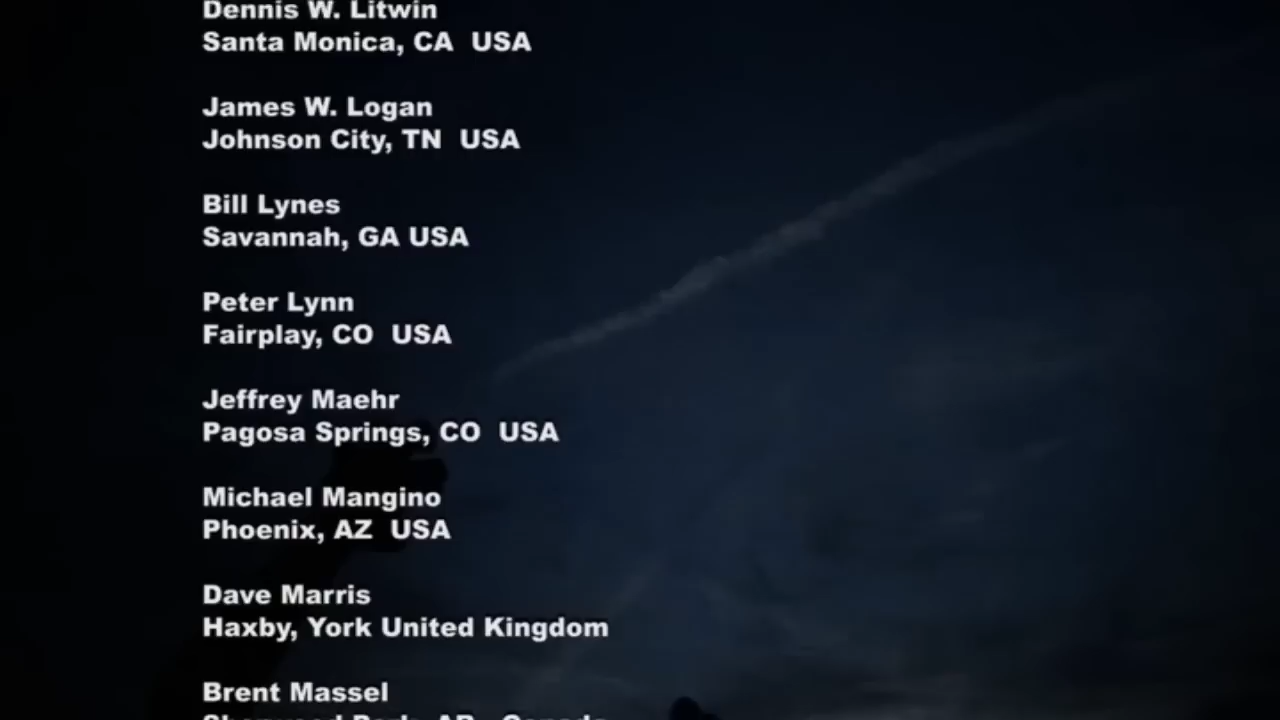 Dennis W. Litwin
Santa Monica, CA  USA
James W. Logan
Johnson City, TN  USA
Bill Lynes
Savannah, GA USA
Peter Lynn
Fairplay, CO  USA
Jeffrey Maehr
Pagosa Springs, CO  USA
Michael Mangino
Phoenix, AZ  USA
Dave Marris
Haxby, York United Kingdom
Brent Massel